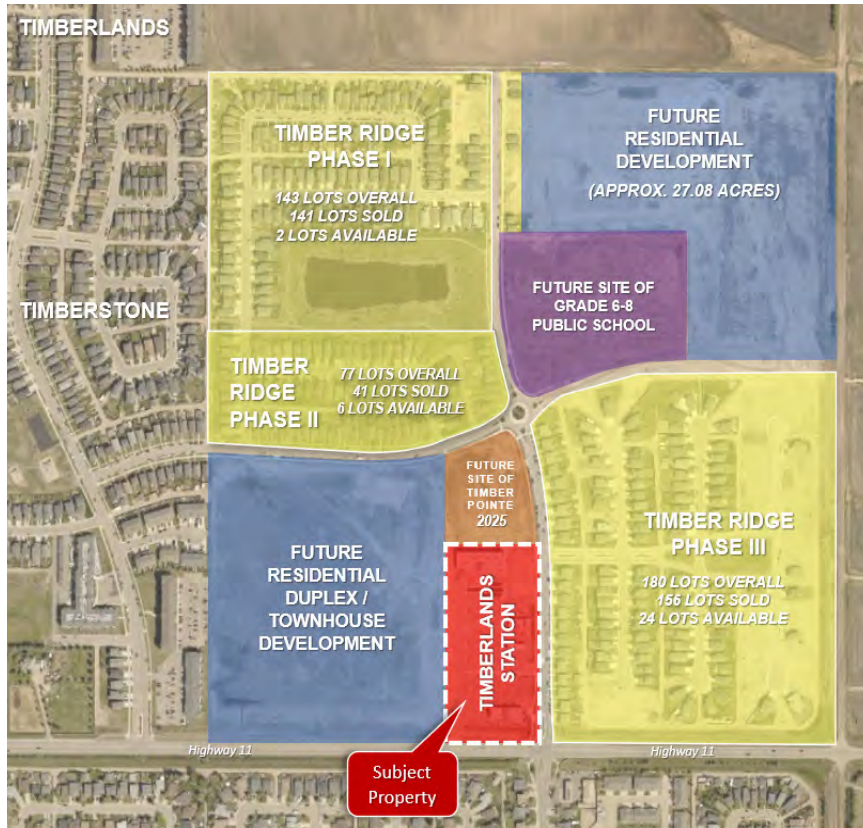 TIMBERLANDS
TIMBER RIDGE
PHASE I
143 LOTS OVERALL
141 LOTS SOLD
2 LOTS AVAILABLE
FUTURE
RESIDENTIAL
DEVELOPMENT
(APPROX. 27.08 ACRES)
TIMBERSTONE
FUTURE SITE OF
GRADE 6-8
PUBLIC SCHOOL
TIMBER
RIDGE
PHASE II
77 LOTS OVERALL
41 LOTS SOLD
6 LOTS AVAILABLE
FUTURE
SITE OF
TIMBER
POINTE
2025
FUTURE
RESIDENTIAL
DUPLEX /
TOWNHOUSE
DEVELOPMENT
TIMBERLANDS
STATION
TIMBER RIDGE
PHASE III
180 LOTS OVERALL
156 LOTS SOLD
24 LOTS AVAILABLE
Highway 11
Highway 11
Subject
Property